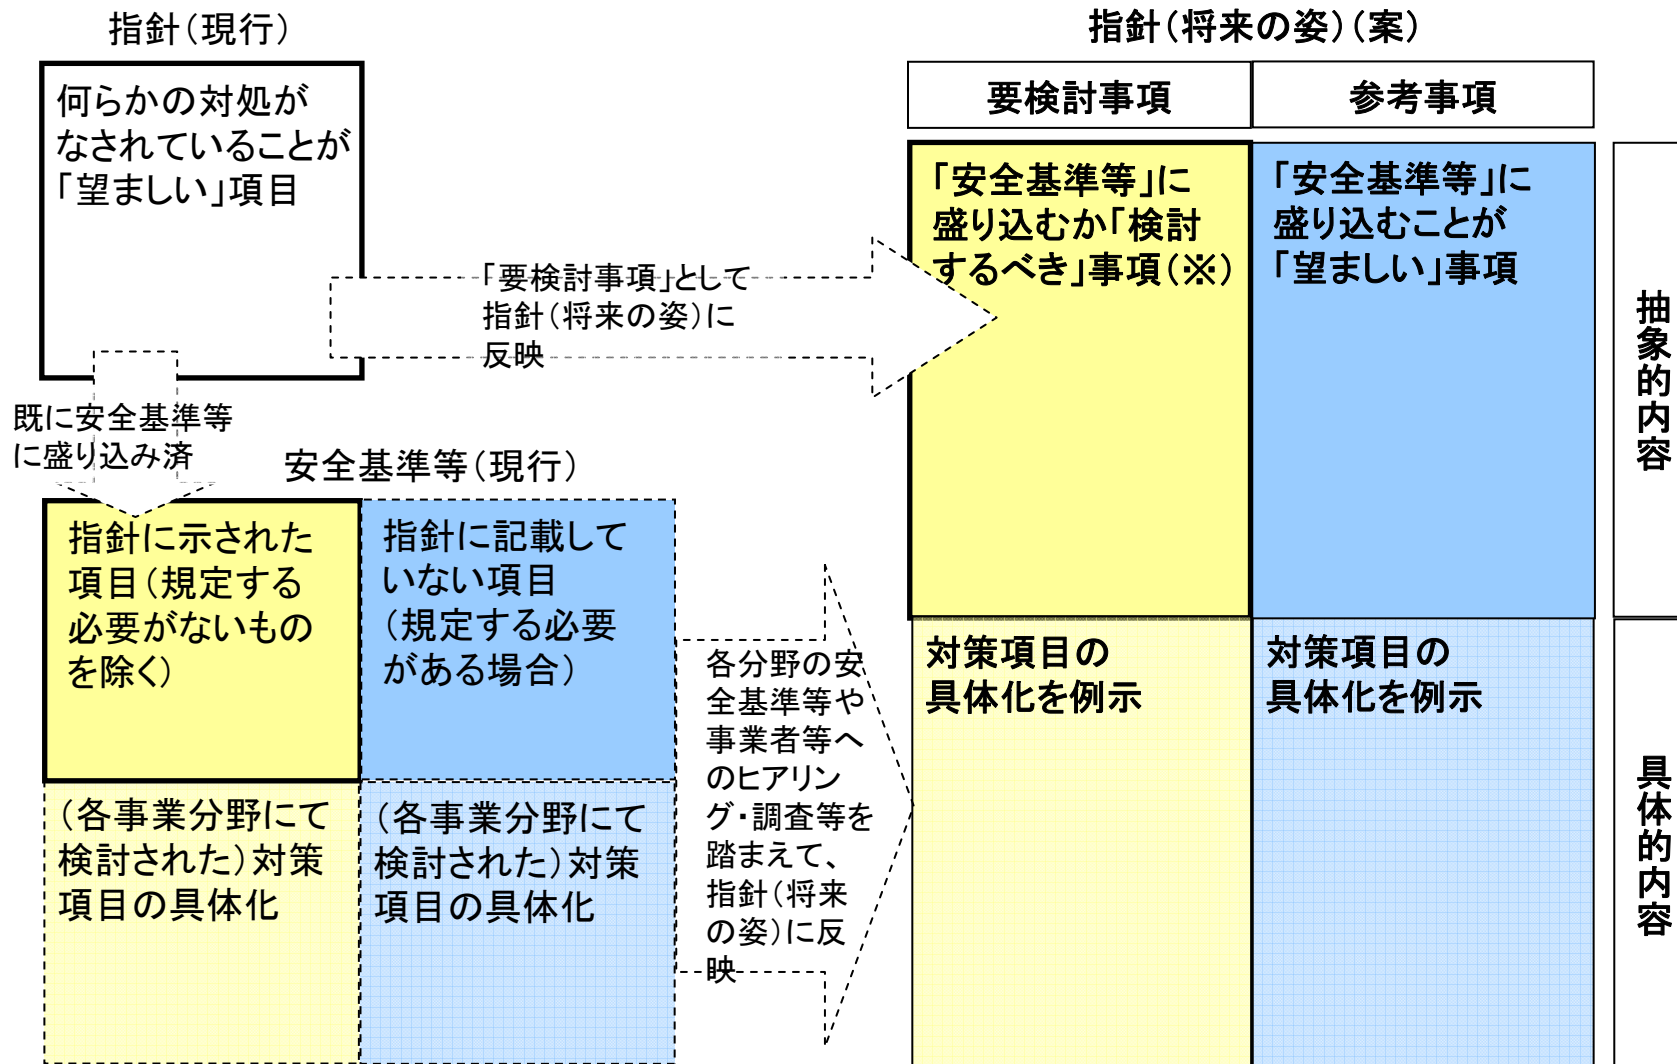 指針(現行)
何らかの対処が
なされていることが
「望ましい」項目
「要検討事項」として
指針(将来の姿)に
反映
既に安全基準等
に盛り込み済
安全基準等(現行)
指針に示された
項目(規定する
必要がないもの
を除く)
指針に記載して
いない項目
(規定する必要
がある場合)
(各事業分野にて
検討された)対策
項目の具体化
(各事業分野にて
検討された)対策
項目の具体化
各分野の安
全基準等や
事業者等へ
のヒアリン
グ・調査等を
踏まえて、
指針(将来
の姿)に反
映
指針(将来の姿)(案)
要検討事項
参考事項
「安全基準等」に
盛り込むか「検討
するべき」事項(※)
「安全基準等」に
盛り込むことが
「望ましい」事項
抽象的内容
対策項目の
具体化を例示
対策項目の
具体化を例示
具体的内容